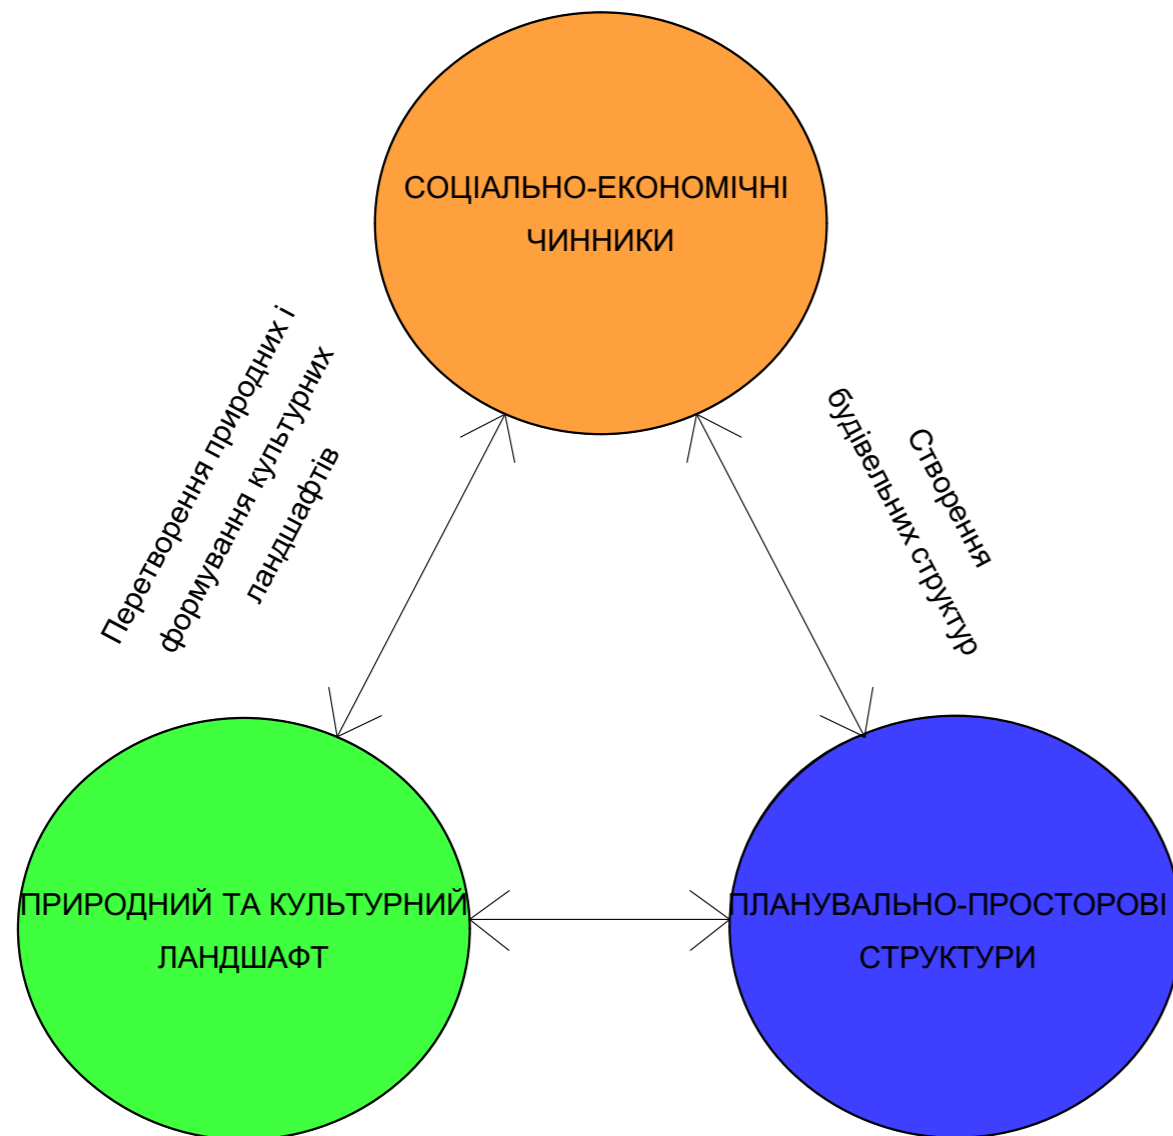 СОЦІАЛЬНО-ЕКОНОМІЧНІ
ЧИННИКИ
Перетворення природних і
формування культурних
ландшафтів
Створення
будівельних структур
ПРИРОДНИЙ ТА КУЛЬТУРНИЙ
ЛАНДШАФТ
ПЛАНУВАЛЬНО-ПРОСТОРОВІ
СТРУКТУРИ